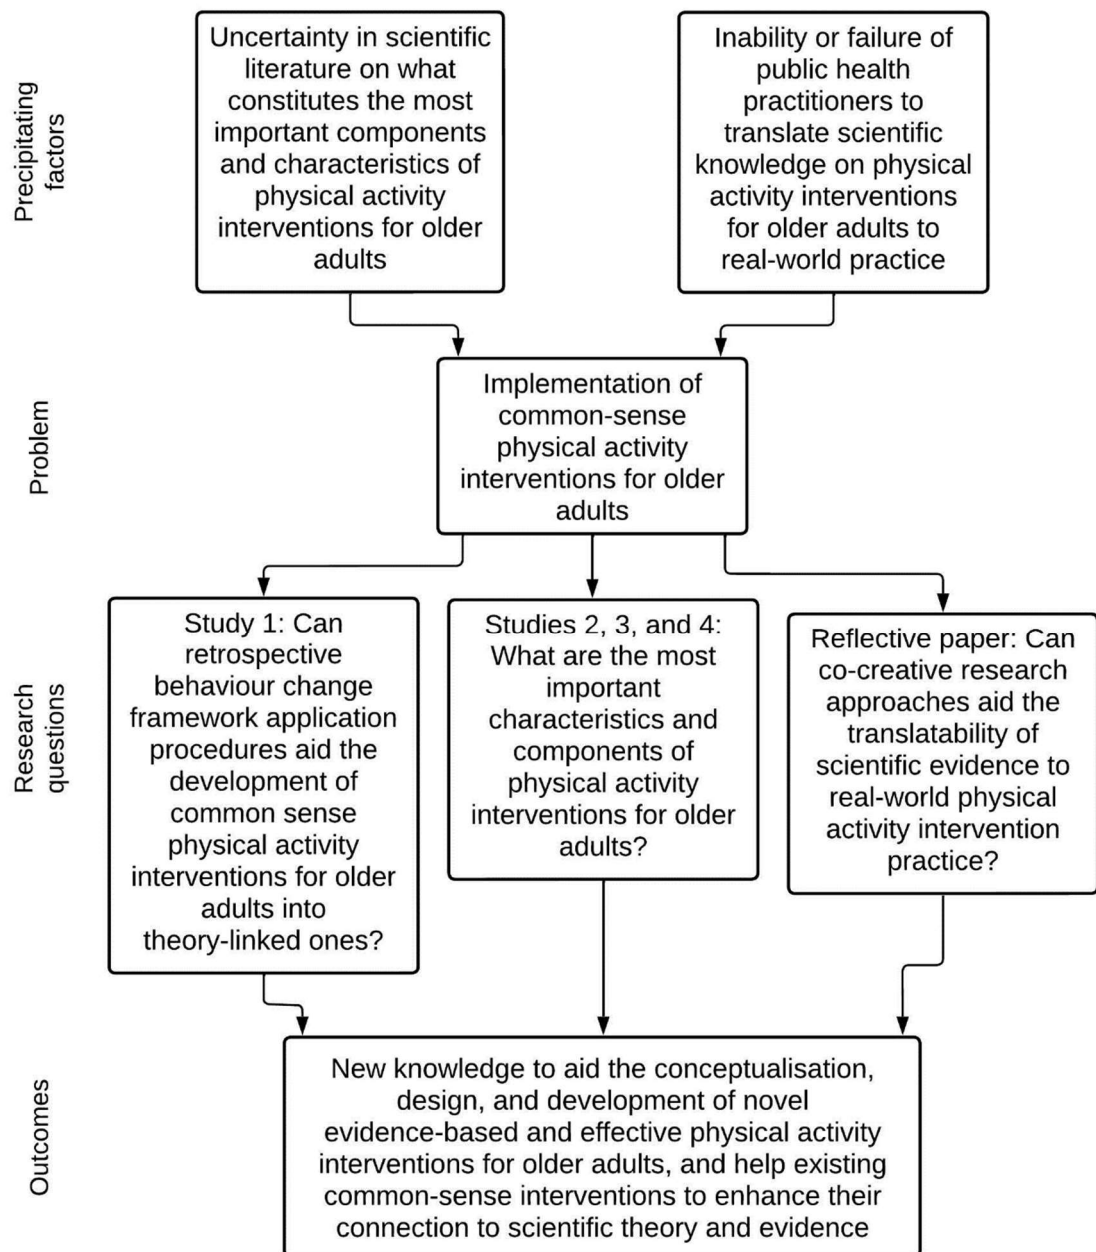 Precipitating
factors
Uncertainty in scientific
literature on what
constitutes the most
important components
and characteristics of
physical activity
interventions for older
adults
Inability or failure of
public health
practitioners to
translate scientific
knowledge on physical
activity interventions
for older adults to
real-world practice
Problem
Implementation of
common-sense
physical activity
interventions for older
adults
Research
questions
Study 1: Can
retrospective
behaviour change
framework application
procedures aid the
development of
common sense
physical activity
interventions for older
adults into
theory-linked ones?
Studies 2, 3, and 4:
What are the most
important
characteristics and
components of
physical activity
interventions for older
adults?
Reflective paper: Can
co-creative research
approaches aid the
translatability of
scientific evidence to
real-world physical
activity intervention
practice?
Outcomes
New knowledge to aid the conceptualisation,
design, and development of novel
evidence-based and effective physical activity
interventions for older adults, and help existing
common-sense interventions to enhance their
connection to scientific theory and evidence